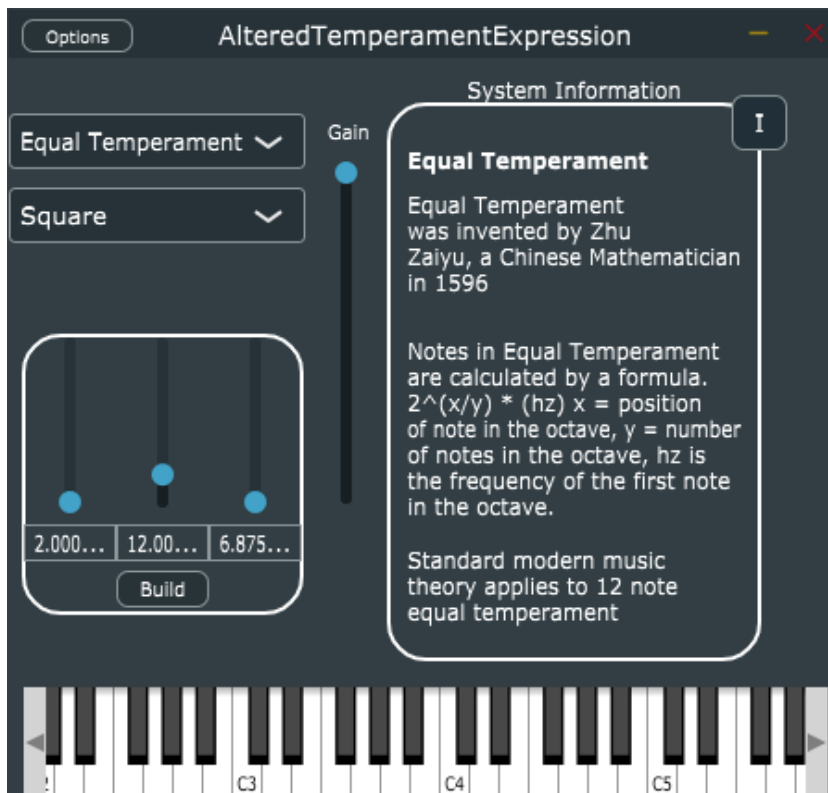 Options
AlteredTemperamentExpression
System Information
I
Equal Temperament
Square
Gain
Equal Temperament
Equal Temperament
was invented by Zhu
Zaiyu, a Chinese Mathematician
in 1596
Notes in Equal Temperament
are calculated by a formula.
2^(x/y) * (hz) x = position
of note in the octave, y = number
of notes in the octave, hz is
the frequency of the first note
in the octave.
Standard modern music
theory applies to 12 note
equal temperament
2.000... 12.00... 6.875...
Build
C3 C4 C5